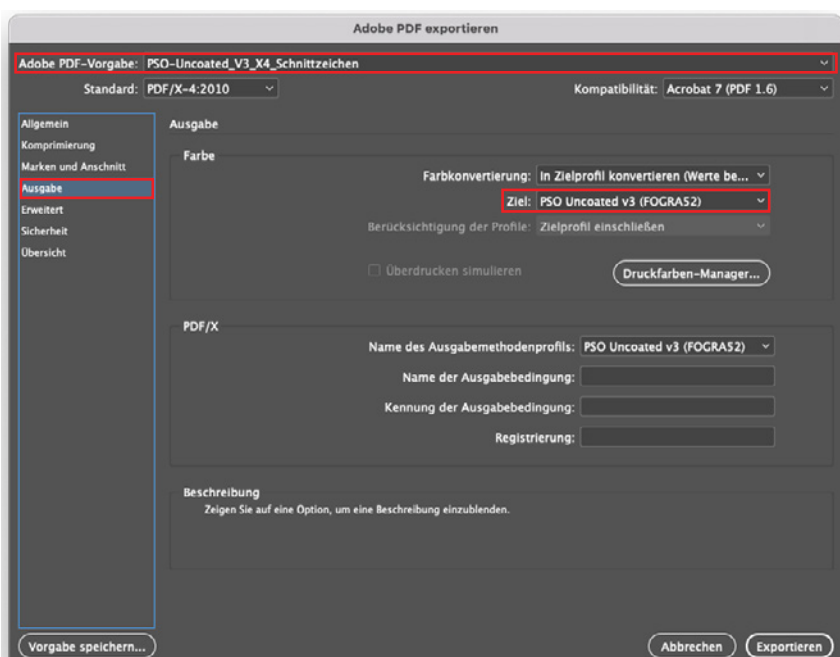 Adobe PDF exportieren
Adobe PDF-Vorgabe: PSO-Uncoated_V3_X4_Schnittzeichen
Standard: PDF/X-4:2010 Kompatibilität: Acrobat 7 (PDF 1.6)
Allgemein
Komprimierung
Marken und Anschnitt
Ausgabe
Erweitert
Sicherheit
Übersicht
Ausgabe
Farbe
Farbkonvertierung: In Zielprofil konvertieren (Werte be...
Ziel: PSO Uncoated v3 (FOGRA52)
Berücksichtigung der Profile: Zielprofil einschließen
Überdrucken simulieren Druckfarben-Manager...
PDF/X
Name des Ausgabemethodenprofils: PSO Uncoated v3 (FOGRA52)
Name der Ausgabebedingung:
Kennung der Ausgabebedingung:
Registrierung:
Beschreibung
Zeigen Sie auf eine Option, um eine Beschreibung einzublenden.
Vorgabe speichern... Abbrechen Exportieren